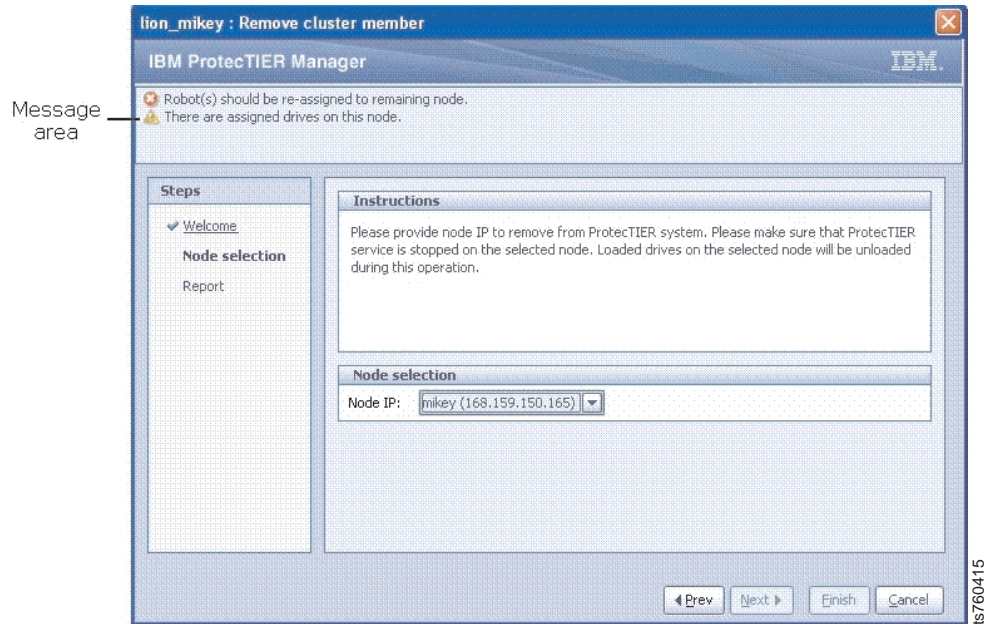 lion_mikey : Remove cluster member
IBM ProtecTIER Manager
IBM.
Message
area
Robot(s) should be re-assigned to remaining node.
There are assigned drives on this node.
Steps
Welcome
Node selection
Report
Instructions
Please provide node IP to remove from ProtecTIER system. Please make sure that ProtecTIER
service is stopped on the selected node. Loaded drives on the selected node will be unloaded
during this operation.
Node selection
Node IP: mikey (168.159.150.165)
Prev Next Finish Cancel
ts760415